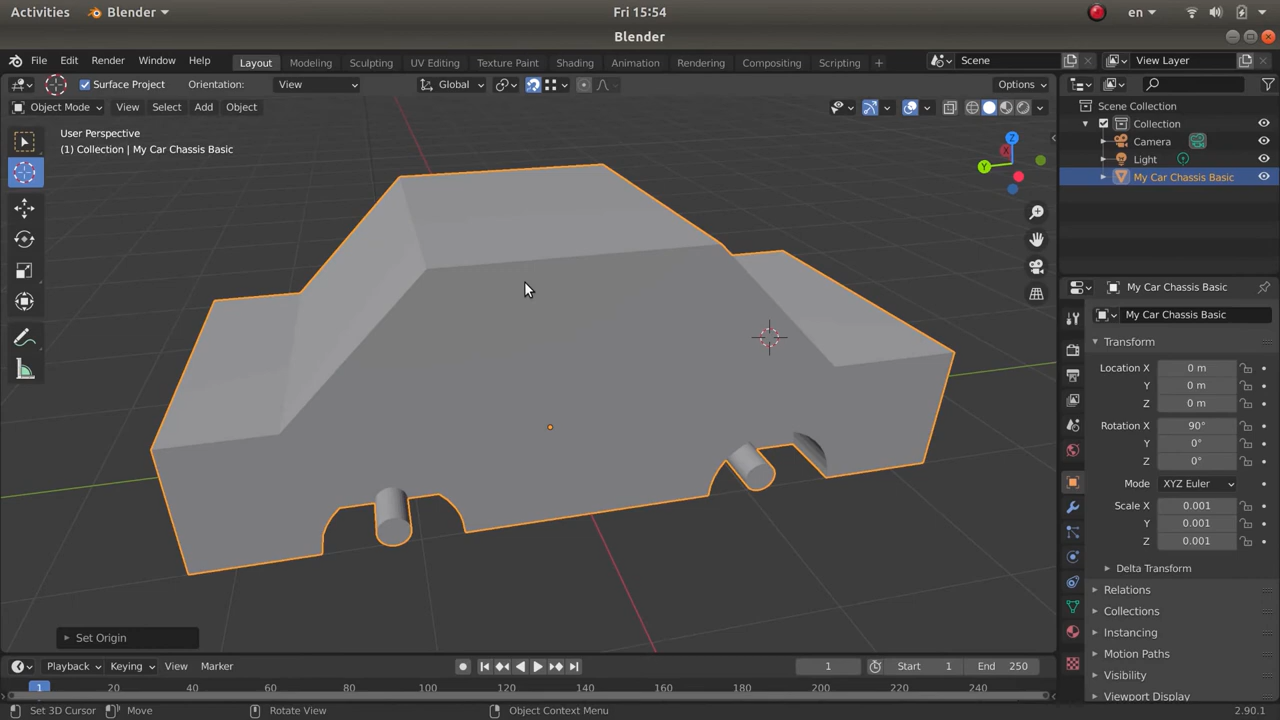 Activities Blender Fri 15:54 en
Blender
File Edit Render Window Help Layout Modeling Sculpting UV Editing Texture Paint Shading Animation Rendering Compositing Scripting + Scene View Layer
Surface Project Orientation: View Global Options
Object Mode View Select Add Object
Scene Collection
Collection
Camera
Light
My Car Chassis Basic
User Perspective
(1) Collection | My Car Chassis Basic
Z
X
Y
My Car Chassis Basic
My Car Chassis Basic
Transform
Location X 0 m
Y 0 m
Z 0 m
Rotation X 90°
Y 0°
Z 0°
Mode XYZ Euler
Scale X 0.001
Y 0.001
Z 0.001
Delta Transform
Relations
Collections
Instancing
Motion Paths
Visibility
Viewport Display
Set Origin
Playback Keying View Marker 1 Start 1 End 250
1 20 40 60 80 100 120 140 160 180 200 220 240
Set 3D Cursor Move Rotate View Object Context Menu 2.90.1